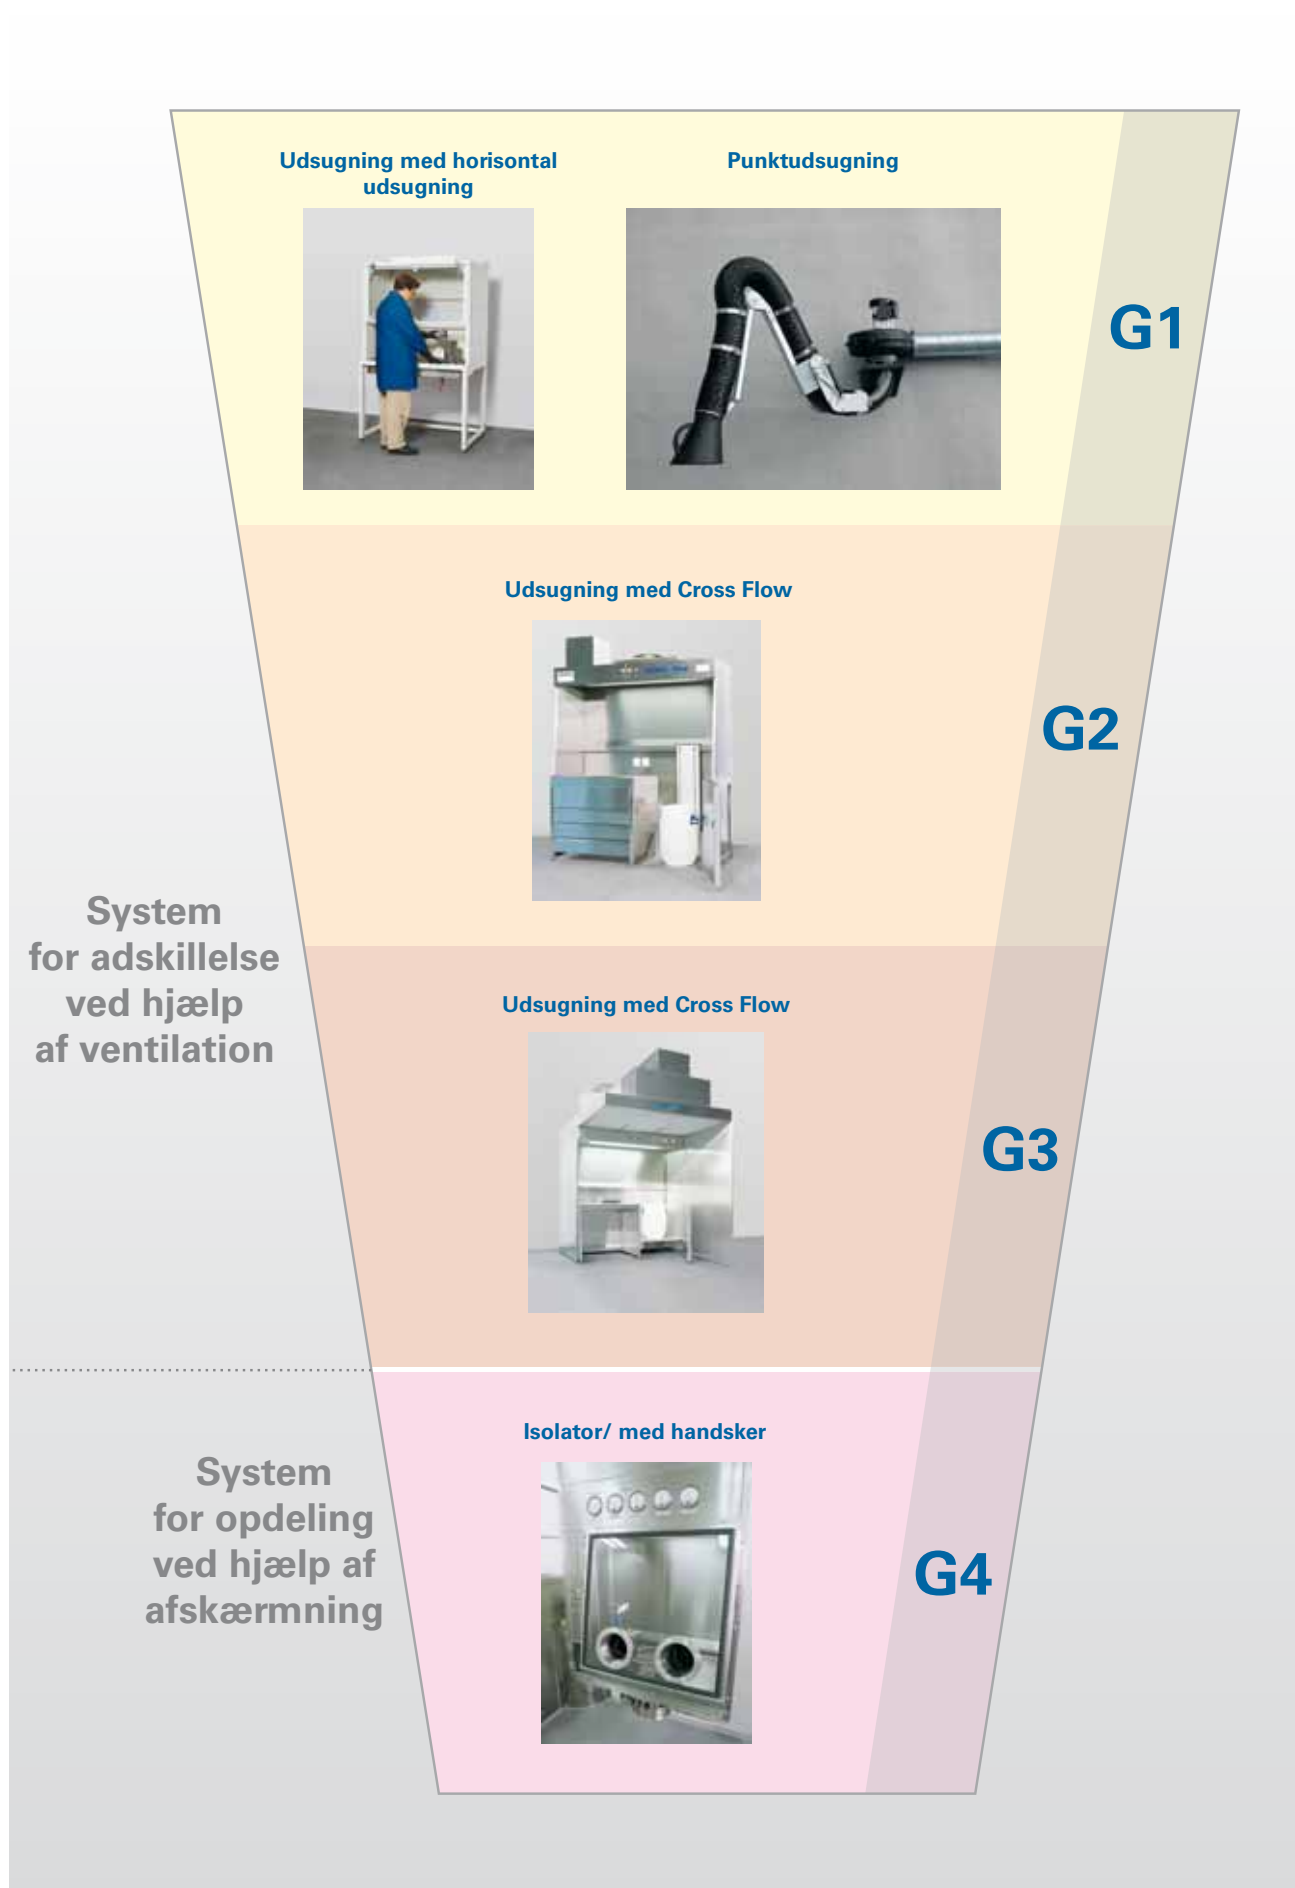 Udsugning med horisontal
udsugning
Punktudsugning
G1
Udsugning med Cross Flow
G2
System
for adskillelse
ved hjælp
af ventilation
Udsugning med Cross Flow
G3
Isolator/ med handsker
System
for opdeling
ved hjælp af
afskærmning
G4